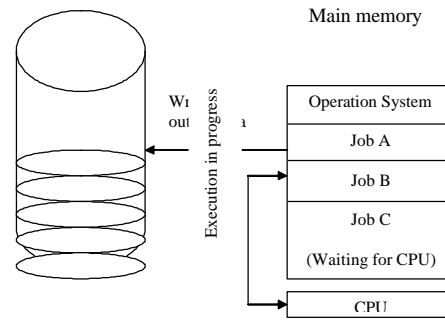 Main memory
Operation System
Job A
Job B
Job C
(Waiting for CPU)
CPU
Execution in progress